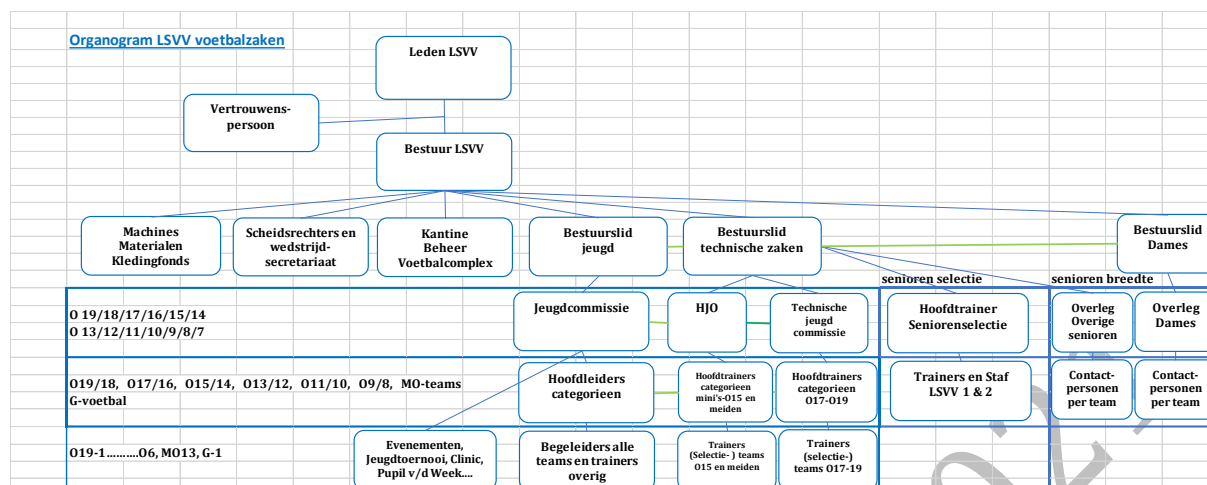 Organogram LSVV voetbalzaken
Leden LSVV
Vertrouwens-
persoon
Bestuur LSVV
Machines
Materialen
Kledingfonds
Scheidsrechters en
wedstrijd-
secretariaat
Kantine
Beheer
Voetbalcomplex
Bestuurslid
jeugd
Bestuurslid
technische zaken
Bestuurslid
Dames
senioren selectie
senioren breedte
O 19/18/17/16/15/14
O 13/12/11/10/9/8/7
Jeugdcommissie
HJO
Technische
jeugd
commissie
Hoofdtrainer
Seniorenselectie
Overleg
Overige
senioren
Overleg
Dames
O19/18, O17/16, O15/14, O13/12, O11/10, O9/8, MO-teams
G-voetbal
Hoofdleiders
categorieen
Hoofdtrainers
categorieen
mini's-O15 en
meiden
Hoofdtrainers
categorieen
O17-O19
Trainers en Staf
LSVV 1 & 2
Contact-
personen
per team
Contact-
personen
per team
O19-1..........O6, MO13, G-1
Evenementen,
Jeugdtoernooi, Clinic,
Pupil v/d Week....
Begeleiders alle
teams en trainers
overig
Trainers
(Selectie- ) teams
O15 en meiden
Trainers
(selectie-)
teams O17-19